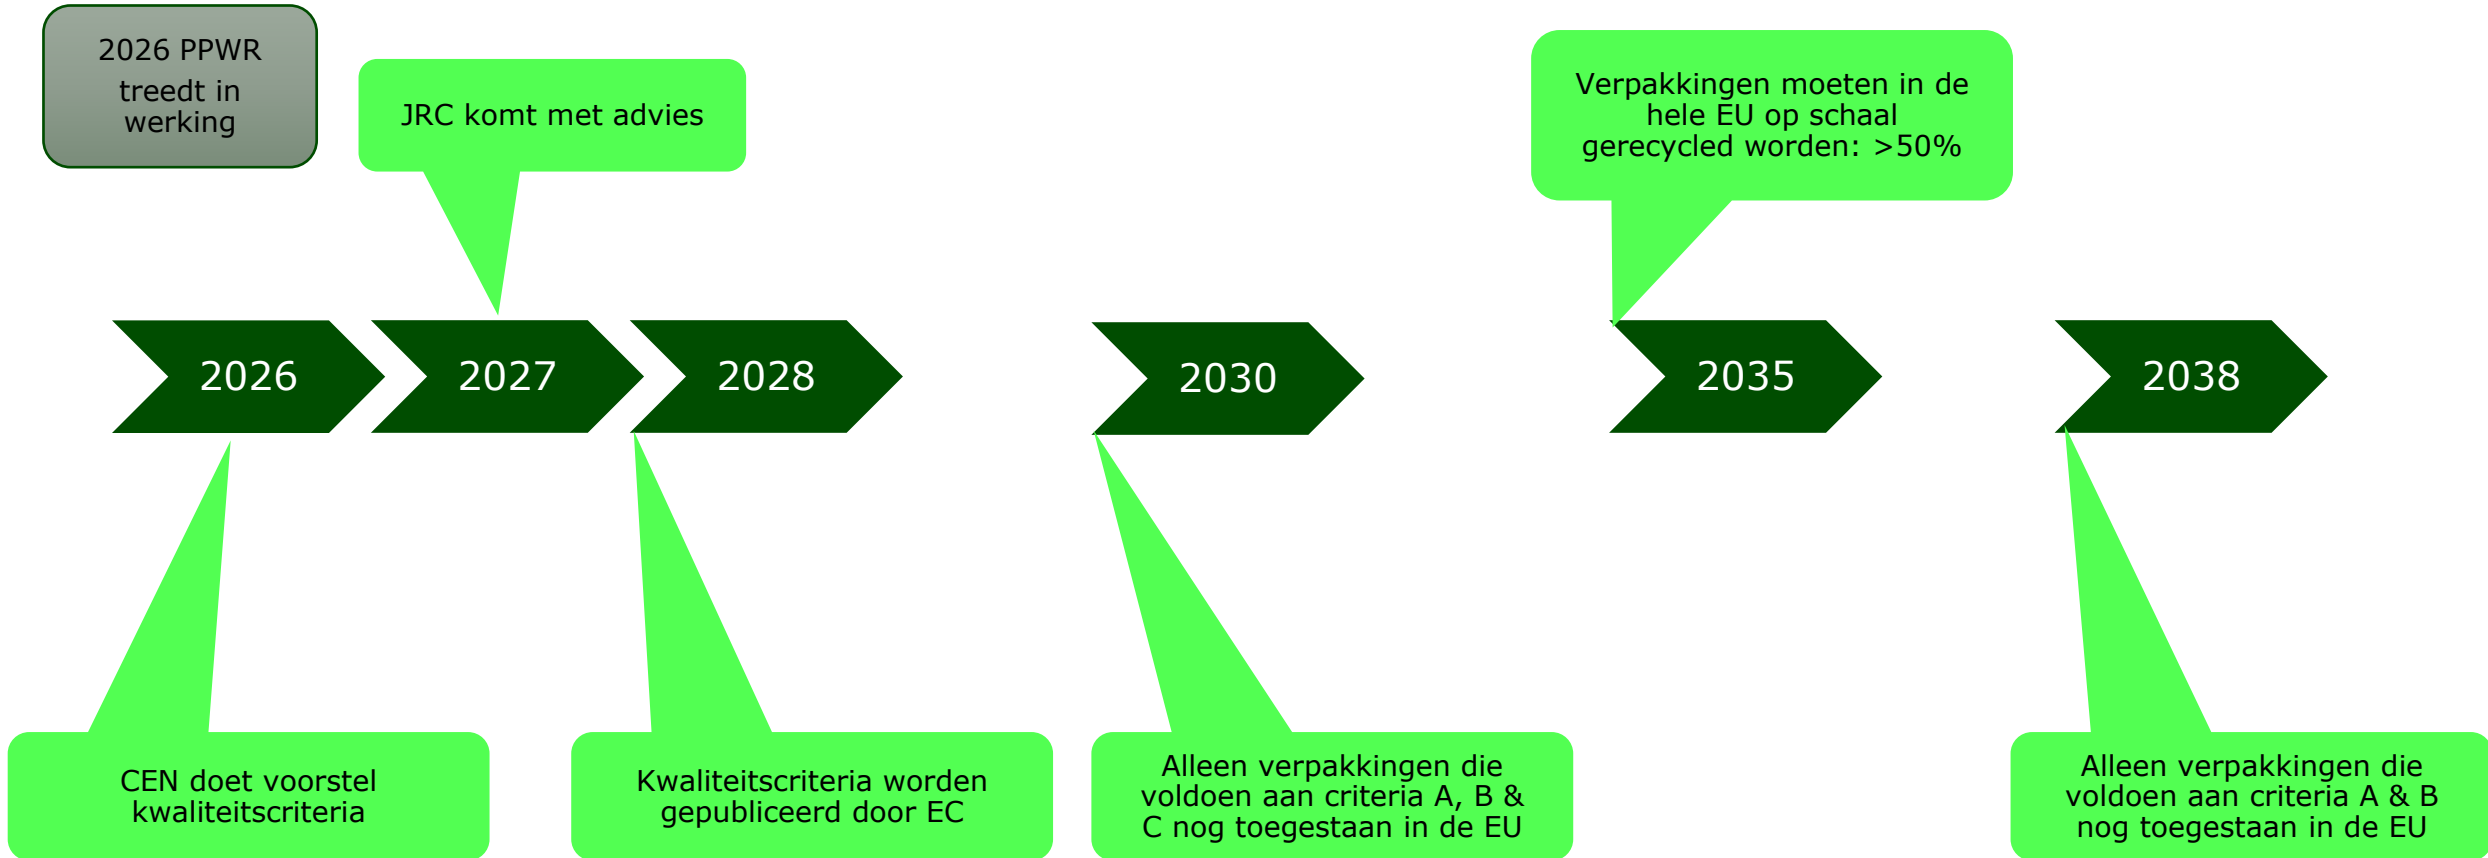 2026 PPWR
treedt in
werking
JRC komt met advies
Verpakkingen moeten in de
hele EU op schaal
gerecycled worden: >50%
2026
2027
2028
2030
2035
2038
CEN doet voorstel
kwaliteitscriteria
Kwaliteitscriteria worden
gepubliceerd door EC
Alleen verpakkingen die
voldoen aan criteria A, B &
C nog toegestaan in de EU
Alleen verpakkingen die
voldoen aan criteria A & B
nog toegestaan in de EU